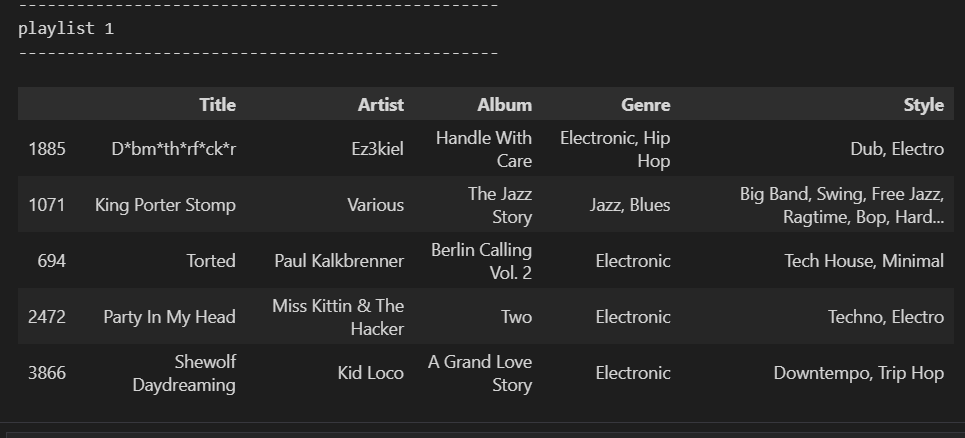 ------------------------------------------------
playlist 1
------------------------------------------------
Title Artist Album Genre Style
1885 D*bm*th*rf*ck*r Ez3kiel Handle With Care Electronic, Hip Hop Dub, Electro
1071 King Porter Stomp Various The Jazz Story Jazz, Blues Big Band, Swing, Free Jazz, Ragtime, Bop, Hard...
694 Torted Paul Kalkbrenner Berlin Calling Vol. 2 Electronic Tech House, Minimal
2472 Party In My Head Miss Kittin & The Hacker Two Electronic Techno, Electro
3866 Shewolf Daydreaming Kid Loco A Grand Love Story Electronic Downtempo, Trip Hop